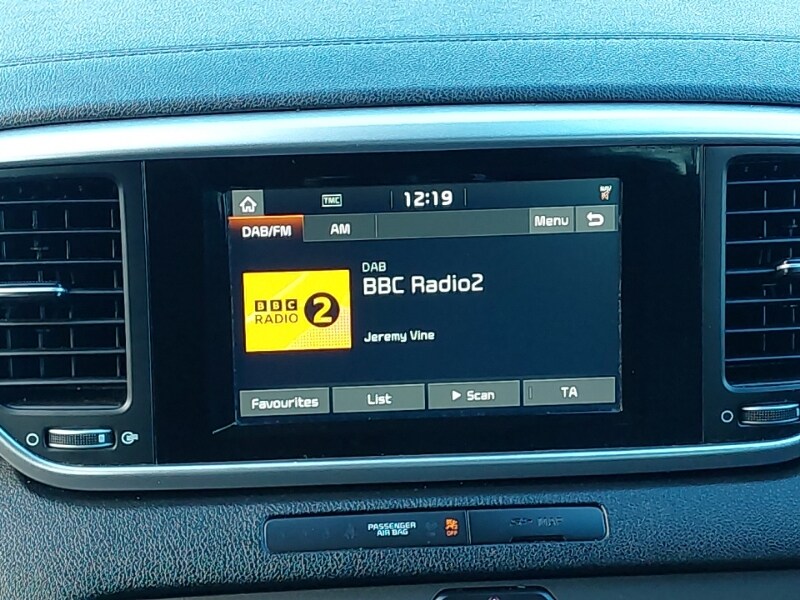 TMC 12:19
DAB/FM AM Menu
DAB
BBC Radio2
BBC
RADIO 2
Jeremy Vine
Favourites List Scan TA
PASSENGER
AIR BAG OFF